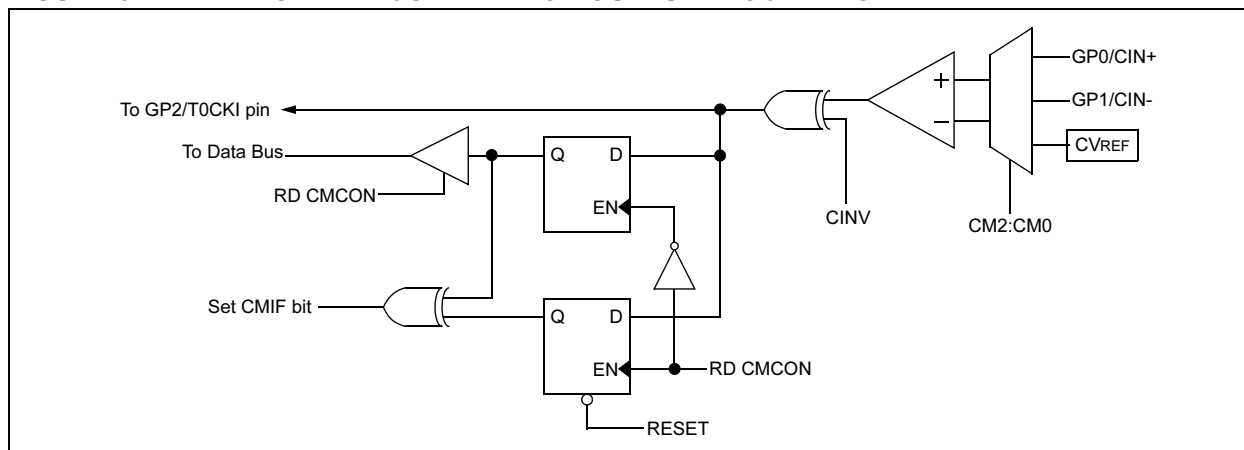 GP0/CIN+
To GP2/T0CKI pin
GP1/CIN-
To Data Bus
Q D
CVREF
RD CMCON
EN
CINV
CM2:CM0
Set CMIF bit
Q D
EN
RD CMCON
RESET